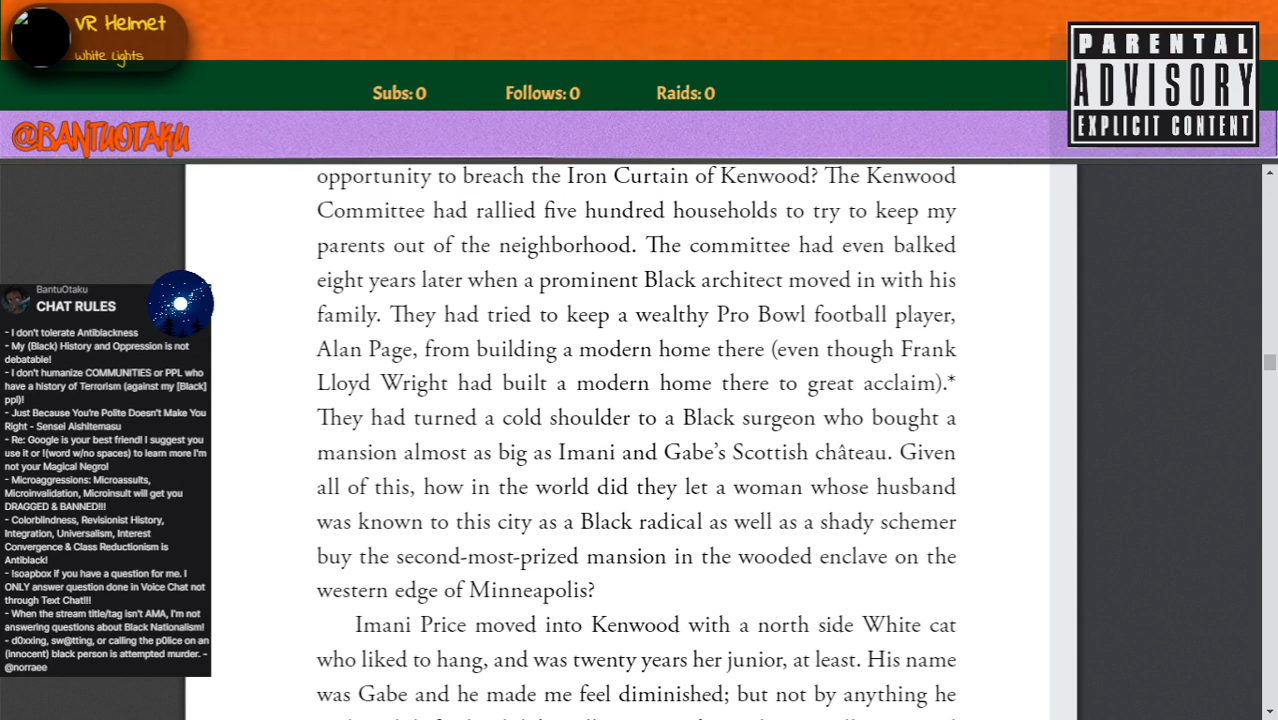 VR Helmet
White Lights
Subs: 0 Follows: 0 Raids: 0
@BANTUOTAKU
PARENTAL
ADVISORY
EXPLICIT CONTENT
BantuOtaku
CHAT RULES
- I don't tolerate Antiblackness
- My (Black) History and Oppression is not
debatable!
- I don't humanize COMMUNITIES or PPL who
have a history of Terrorism (against my [Black]
ppl)!
- Just Because You're Polite Doesn't Make You
Right - Sensei Aishitemasu
- Re: Google is your best friend! I suggest you
use it or !(word w/no spaces) to learn more I'm
not your Magical Negro!
- Microaggressions: Microassults,
Microinvalidation, Microinsult will get you
DRAGGED & BANNED!!!
- Colorblindness, Revisionist History,
Integration, Universalism, Interest
Convergence & Class Reductionism is
Antiblack!
- !soapbox if you have a question for me. I
ONLY answer question done in Voice Chat not
through Text Chat!!!
- When the stream title/tag isn't AMA, I'm not
answering questions about Black Nationalism!
- d0xxing, sw@tting, or calling the p0lice on an
(innocent) black person is attempted murder. -
@norraee
opportunity to breach the Iron Curtain of Kenwood? The Kenwood
Committee had rallied five hundred households to try to keep my
parents out of the neighborhood. The committee had even balked
eight years later when a prominent Black architect moved in with his
family. They had tried to keep a wealthy Pro Bowl football player,
Alan Page, from building a modern home there (even though Frank
Lloyd Wright had built a modern home there to great acclaim).*
They had turned a cold shoulder to a Black surgeon who bought a
mansion almost as big as Imani and Gabe's Scottish château. Given
all of this, how in the world did they let a woman whose husband
was known to this city as a Black radical as well as a shady schemer
buy the second-most-prized mansion in the wooded enclave on the
western edge of Minneapolis?
Imani Price moved into Kenwood with a north side White cat
who liked to hang, and was twenty years her junior, at least. His name
was Gabe and he made me feel diminished; but not by anything he